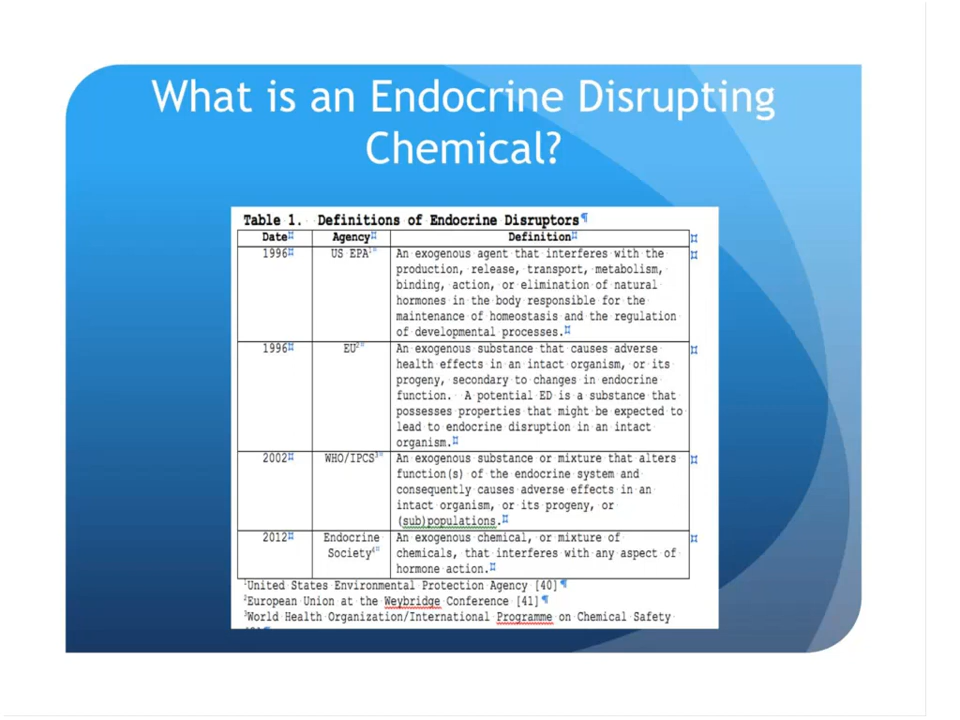 What is an Endocrine Disrupting
Chemical?
Table 1. Definitions of Endocrine Disruptors¶
Date¤ Agency¤ Definition¤ ¤
1996¤ US EPA1¤ An exogenous agent that interferes with the ¤
production, release, transport, metabolism,
binding, action, or elimination of natural
hormones in the body responsible for the
maintenance of homeostasis and the regulation
of developmental processes.¤
1996¤ EU2¤ An exogenous substance that causes adverse ¤
health effects in an intact organism, or its
progeny, secondary to changes in endocrine
function. A potential ED is a substance that
possesses properties that might be expected to
lead to endocrine disruption in an intact
organism.¤
2002¤ WHO/IPCS3¤ An exogenous substance or mixture that alters ¤
function(s) of the endocrine system and
consequently causes adverse effects in an
intact organism, or its progeny, or
(sub)populations.¤
2012¤ Endocrine An exogenous chemical, or mixture of ¤
Society4¤ chemicals, that interferes with any aspect of
hormone action.¤
1United States Environmental Protection Agency [40]¶
2European Union at the Weybridge Conference [41]¶
3World Health Organization/International Programme on Chemical Safety